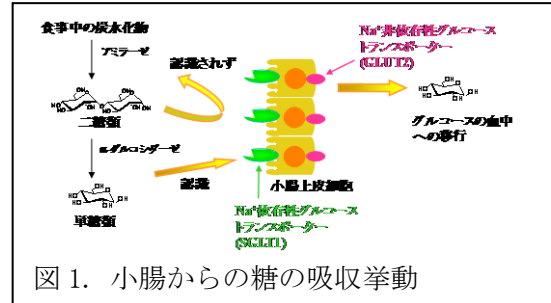 食事中の炭水化物
アミラーゼ
認識されず
Na⁺非依存性グルコース
トランスポーター
(GLUT2)
二糖類
グルコースの血中
への移行
αグルコシダーゼ
認識
小腸上皮細胞
単糖類
Na⁺依存性グルコース
トランスポーター
(SGLT1)
図 1. 小腸からの糖の吸収挙動